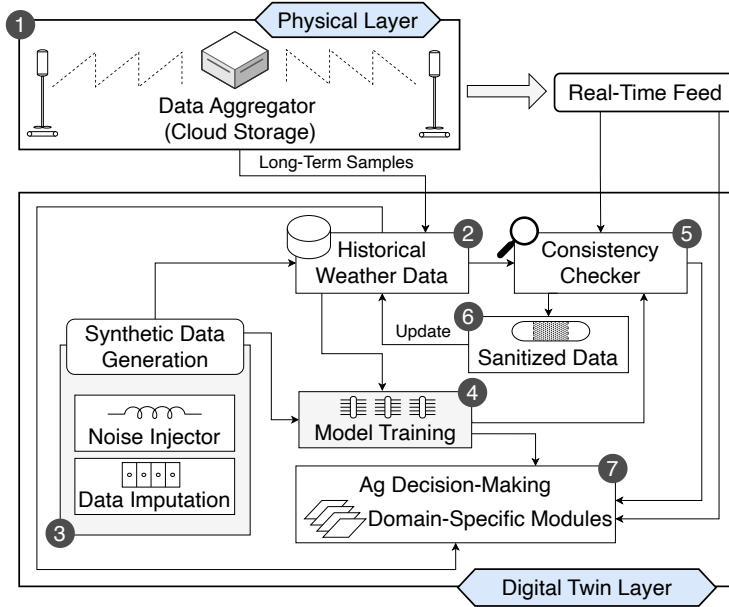 1
Physical Layer
Data Aggregator
(Cloud Storage)
Real-Time Feed
Long-Term Samples
2
Historical
Weather Data
5
Consistency
Checker
6
Update
Sanitized Data
Synthetic Data
Generation
Noise Injector
Data Imputation
3
4
Model Training
7
Ag Decision-Making
Domain-Specific Modules
Digital Twin Layer